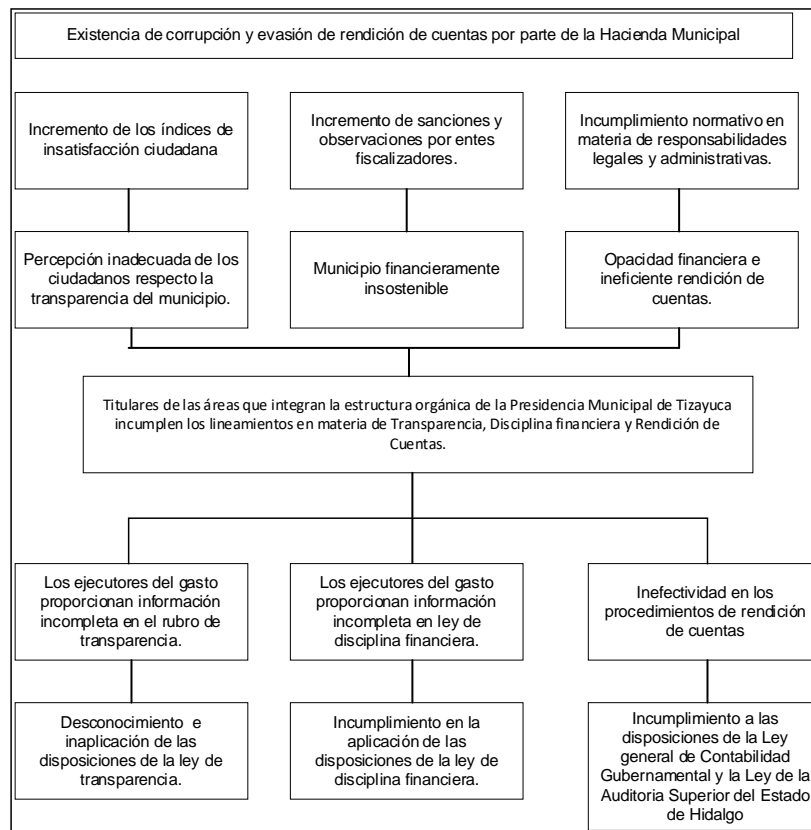 Existencia de corrupción y evasión de rendición de cuentas por parte de la Hacienda Municipal
Incremento de los índices de
insatisfacción ciudadana
Incremento de sanciones y
observaciones por entes
fiscalizadores.
Incumplimiento normativo en
materia de responsabilidades
legales y administrativas.
Percepción inadecuada de los
ciudadanos respecto la
transparencia del municipio.
Municipio financieramente
insostenible
Opacidad financiera e
ineficiente rendición de
cuentas.
Titulares de las áreas que integran la estructura orgánica de la Presidencia Municipal de Tizayuca
incumplen los lineamientos en materia de Transparencia, Disciplina financiera y Rendición de
Cuentas.
Los ejecutores del gasto
proporcionan información
incompleta en el rubro de
transparencia.
Los ejecutores del gasto
proporcionan información
incompleta en ley de
disciplina financiera.
Inefectividad en los
procedimientos de rendición
de cuentas
Desconocimiento e
inaplicación de las
disposiciones de la ley de
transparencia.
Incumplimiento en la
aplicación de las
disposiciones de la ley de
disciplina financiera.
Incumplimiento a las
disposiciones de la Ley
general de Contabilidad
Gubernamental y la Ley de la
Auditoria Superior del Estado
de Hidalgo